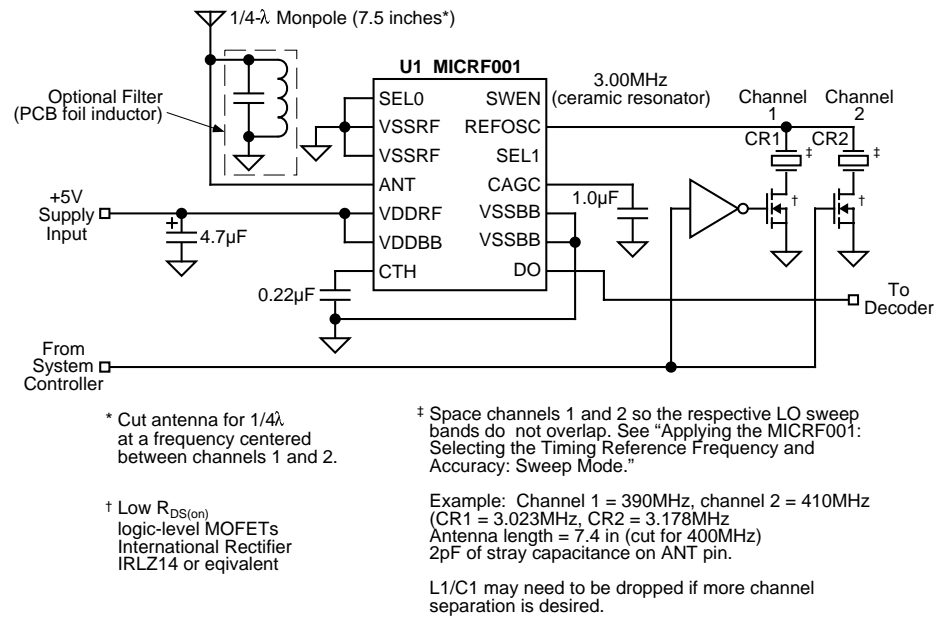 1/4-λ Monpole (7.5 inches*)
U1 MICRF001
Optional Filter
(PCB foil inductor)
3.00MHz
(ceramic resonator)
Channel
1
Channel
2
SEL0
VSSRF
VSSRF
ANT
VDDRF
VDDBB
CTH
SWEN
REFOSC
SEL1
CAGC
VSSBB
VSSBB
DO
CR1
‡
CR2
‡
†
†
1.0µF
+5V
Supply
Input
+
4.7µF
0.22µF
To
Decoder
From
System
Controller
* Cut antenna for 1/4λ
at a frequency centered
between channels 1 and 2.
† Low RDS(on)
logic-level MOFETs
International Rectifier
IRLZ14 or eqivalent
‡ Space channels 1 and 2 so the respective LO sweep
bands do not overlap. See “Applying the MICRF001:
Selecting the Timing Reference Frequency and
Accuracy: Sweep Mode.”
Example: Channel 1 = 390MHz, channel 2 = 410MHz
(CR1 = 3.023MHz, CR2 = 3.178MHz
Antenna length = 7.4 in (cut for 400MHz)
2pF of stray capacitance on ANT pin.
L1/C1 may need to be dropped if more channel
separation is desired.